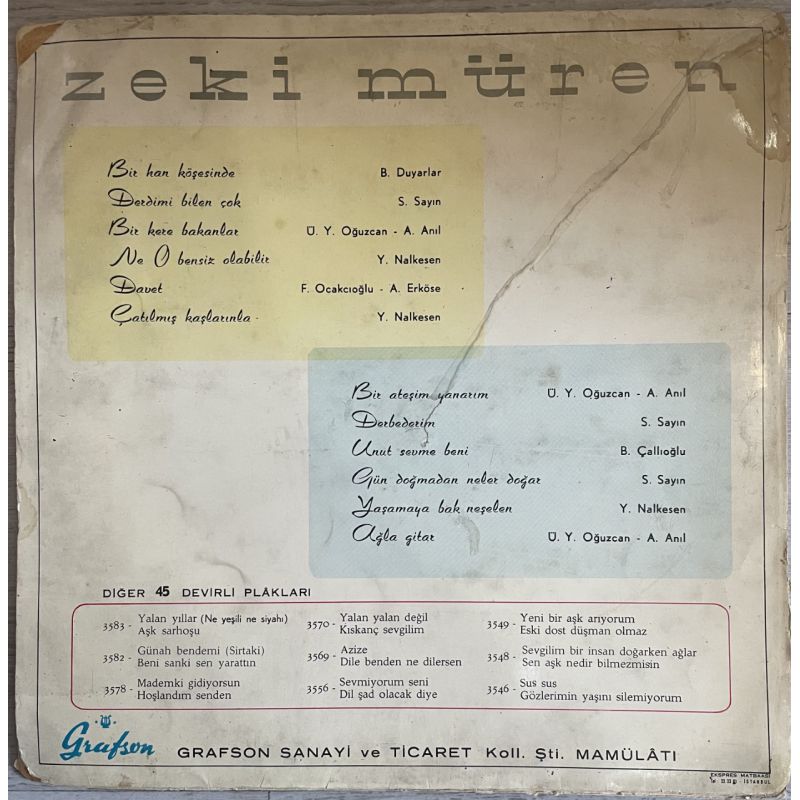 zeki müren
Bir han köşesinde B. Duyarlar
Derdimi bilen çok S. Sayın
Bir kere bakanlar Ü. Y. Oğuzcan - A. Anıl
Ne O bensiz olabilir Y. Nalkesen
Davet F. Ocakcıoğlu - A. Erköse
Çatılmış kaşlarınla Y. Nalkesen
Bir ateşim yanarım Ü. Y. Oğuzcan - A. Anıl
Derbederim S. Sayın
Unut sevme beni B. Çallıoğlu
Gün doğmadan neler doğar S. Sayın
Yaşamaya bak neşelen Y. Nalkesen
Ağla gitar Ü. Y. Oğuzcan - A. Anıl
DİĞER 45 DEVİRLİ PLÂKLARI
3583 - Yalan yıllar (Ne yeşili ne siyahı)
Aşk sarhoşu
3582 - Günah bendemi (Sirtaki)
Beni sanki sen yarattın
3578 - Mademki gidiyorsun
Hoşlandım senden
3570 - Yalan yalan değil
Kıskanç sevgilim
3569 - Azize
Dile benden ne dilersen
3556 - Sevmiyorum seni
Dil şad olacak diye
3549 - Yeni bir aşk arıyorum
Eski dost düşman olmaz
3548 - Sevgilim bir insan doğarken ağlar
Sen aşk nedir bilmezmisin
3546 - Sus sus
Gözlerimin yaşını silemiyorum
Grafson GRAFSON SANAYİ ve TİCARET Koll. Şti. MAMÜLÂTI
EKSPRES MATBAASI
İSTANBUL